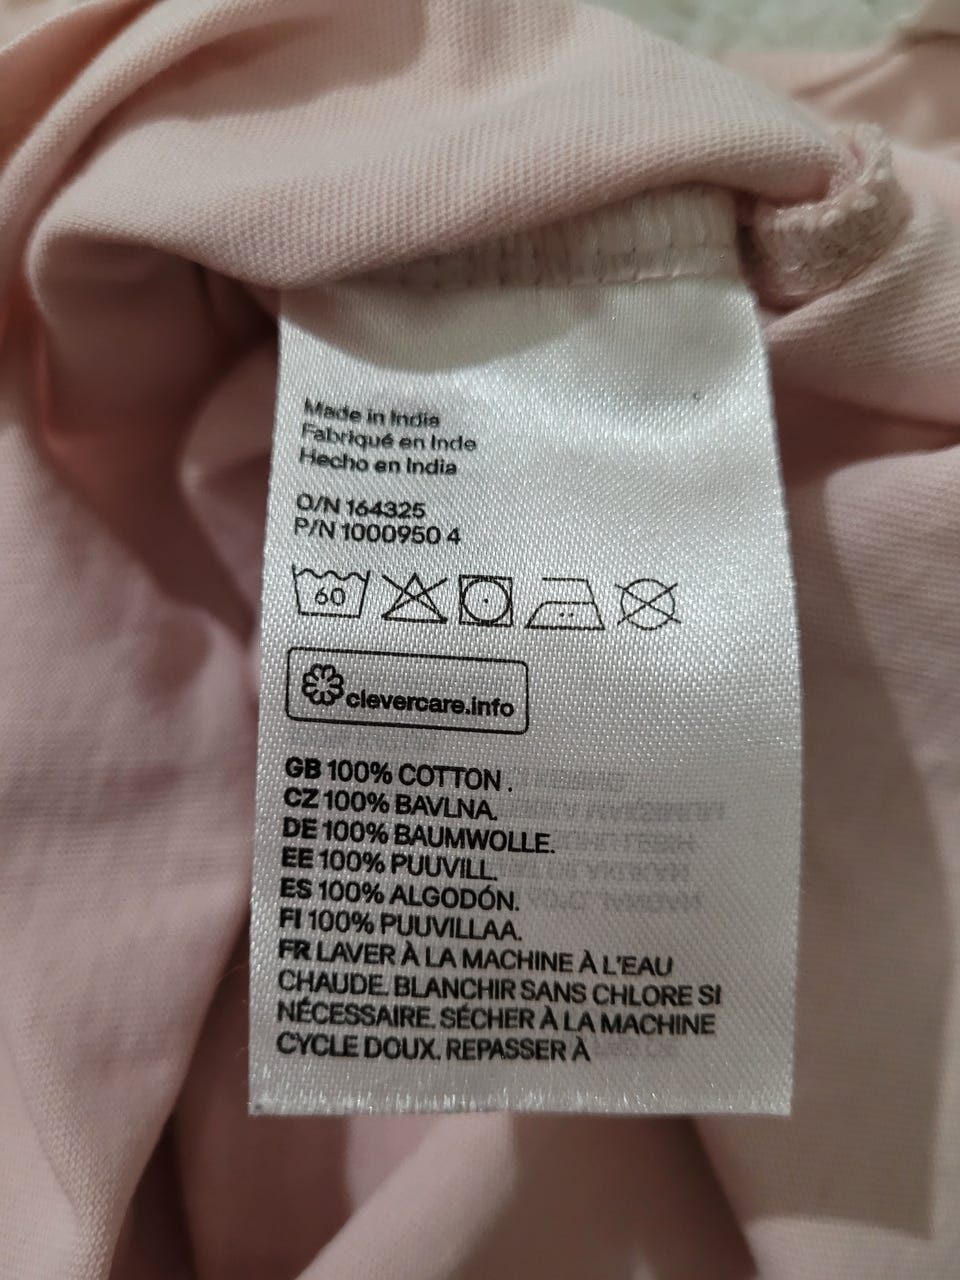 Made in India
Fabriqué en Inde
Hecho en India
O/N 164325
P/N 1000950 4
60
clevercare.info
GB 100% COTTON .
CZ 100% BAVLNA.
DE 100% BAUMWOLLE.
EE 100% PUUVILL.
ES 100% ALGODÓN.
FI 100% PUUVILLAA.
FR LAVER À LA MACHINE À L'EAU
CHAUDE. BLANCHIR SANS CHLORE SI
NÉCESSAIRE. SÉCHER À LA MACHINE
CYCLE DOUX. REPASSER À